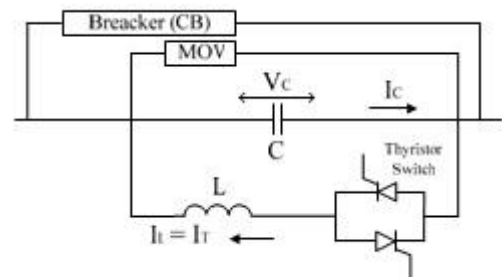 Breacker (CB)
MOV
VC
IC
C
Thyristor
Switch
L
IL = IT